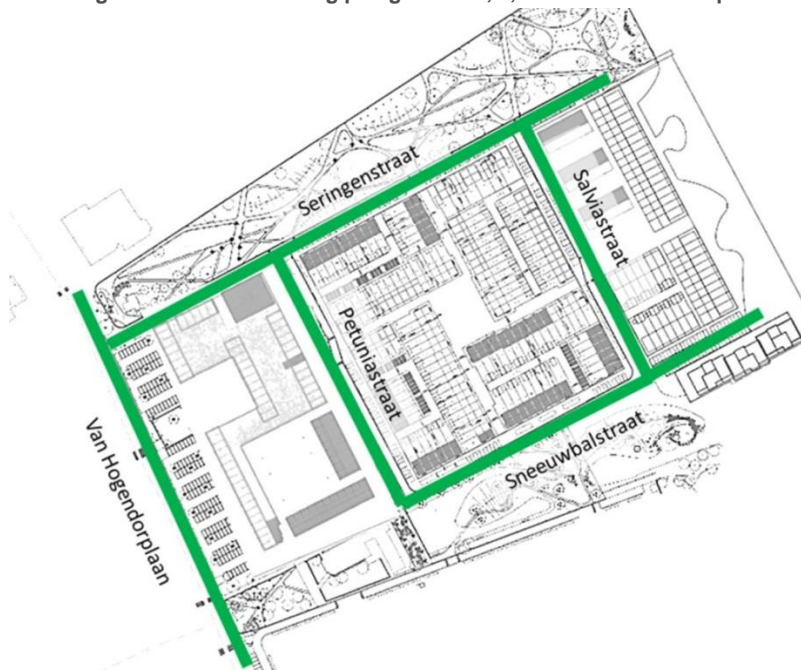 Seringenstraat
Salviastraat
Petuniastraat
Sneeuwbalstraat
Van Hogendorplaan